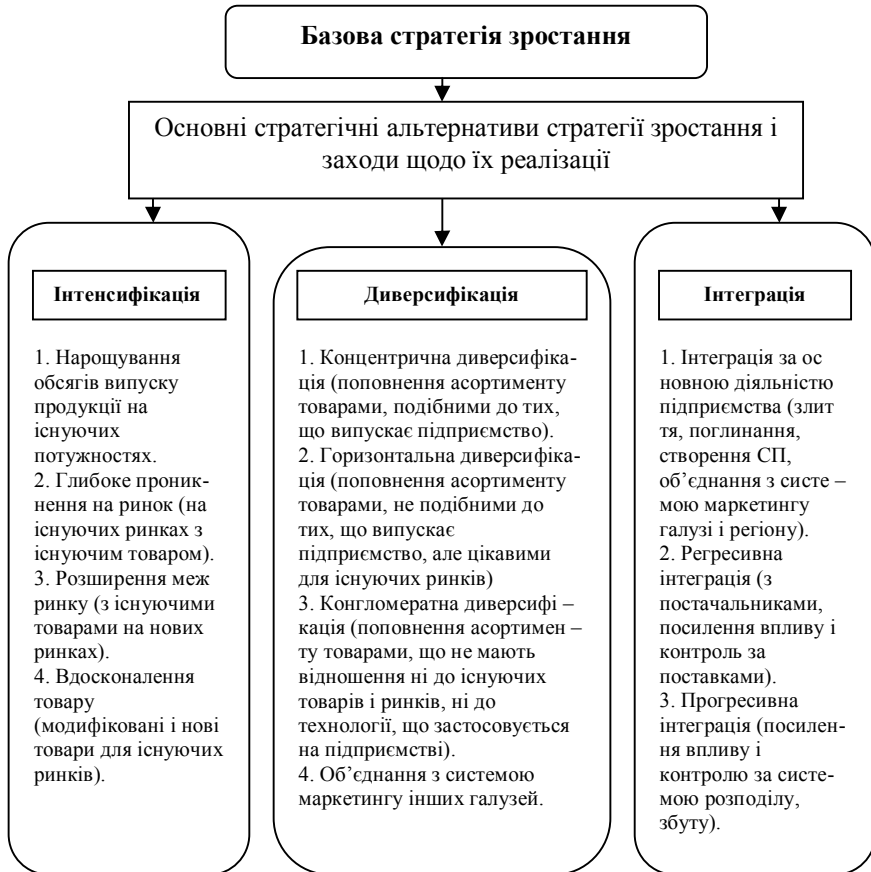 Базова стратегія зростання
Основні стратегічні альтернативи стратегії зростання і
заходи щодо їх реалізації
Інтенсифікація
1. Нарощування
обсягів випуску
продукції на
існуючих
потужностях.
2. Глибоке проник-
нення на ринок (на
існуючих ринках з
існуючим товаром).
3. Розширення меж
ринку (з існуючими
товарами на нових
ринках).
4. Вдосконалення
товару
(модифіковані і нові
товари для існуючих
ринків).
Диверсифікація
1. Концентрична диверсифіка-
ція (поповнення асортименту
товарами, подібними до тих,
що випускає підприємство).
2. Горизонтальна диверсифіка-
ція (поповнення асортименту
товарами, не подібними до
тих, що випускає
підприємство, але цікавими
для існуючих ринків)
3. Конгломератна диверсифі –
кація (поповнення асортимен –
ту товарами, що не мають
відношення ні до існуючих
товарів і ринків, ні до
технології, що застосовується
на підприємстві).
4. Об’єднання з системою
маркетингу інших галузей.
Інтеграція
1. Інтеграція за ос
новною діяльністю
підприємства (злит
тя, поглинання,
створення СП,
об’єднання з систе –
мою маркетингу
галузі і регіону).
2. Регресивна
інтеграція (з
постачальниками,
посилення впливу і
контроль за
поставками).
3. Прогресивна
інтеграція (посилен-
ня впливу і
контролю за систе-
мою розподілу,
збуту).